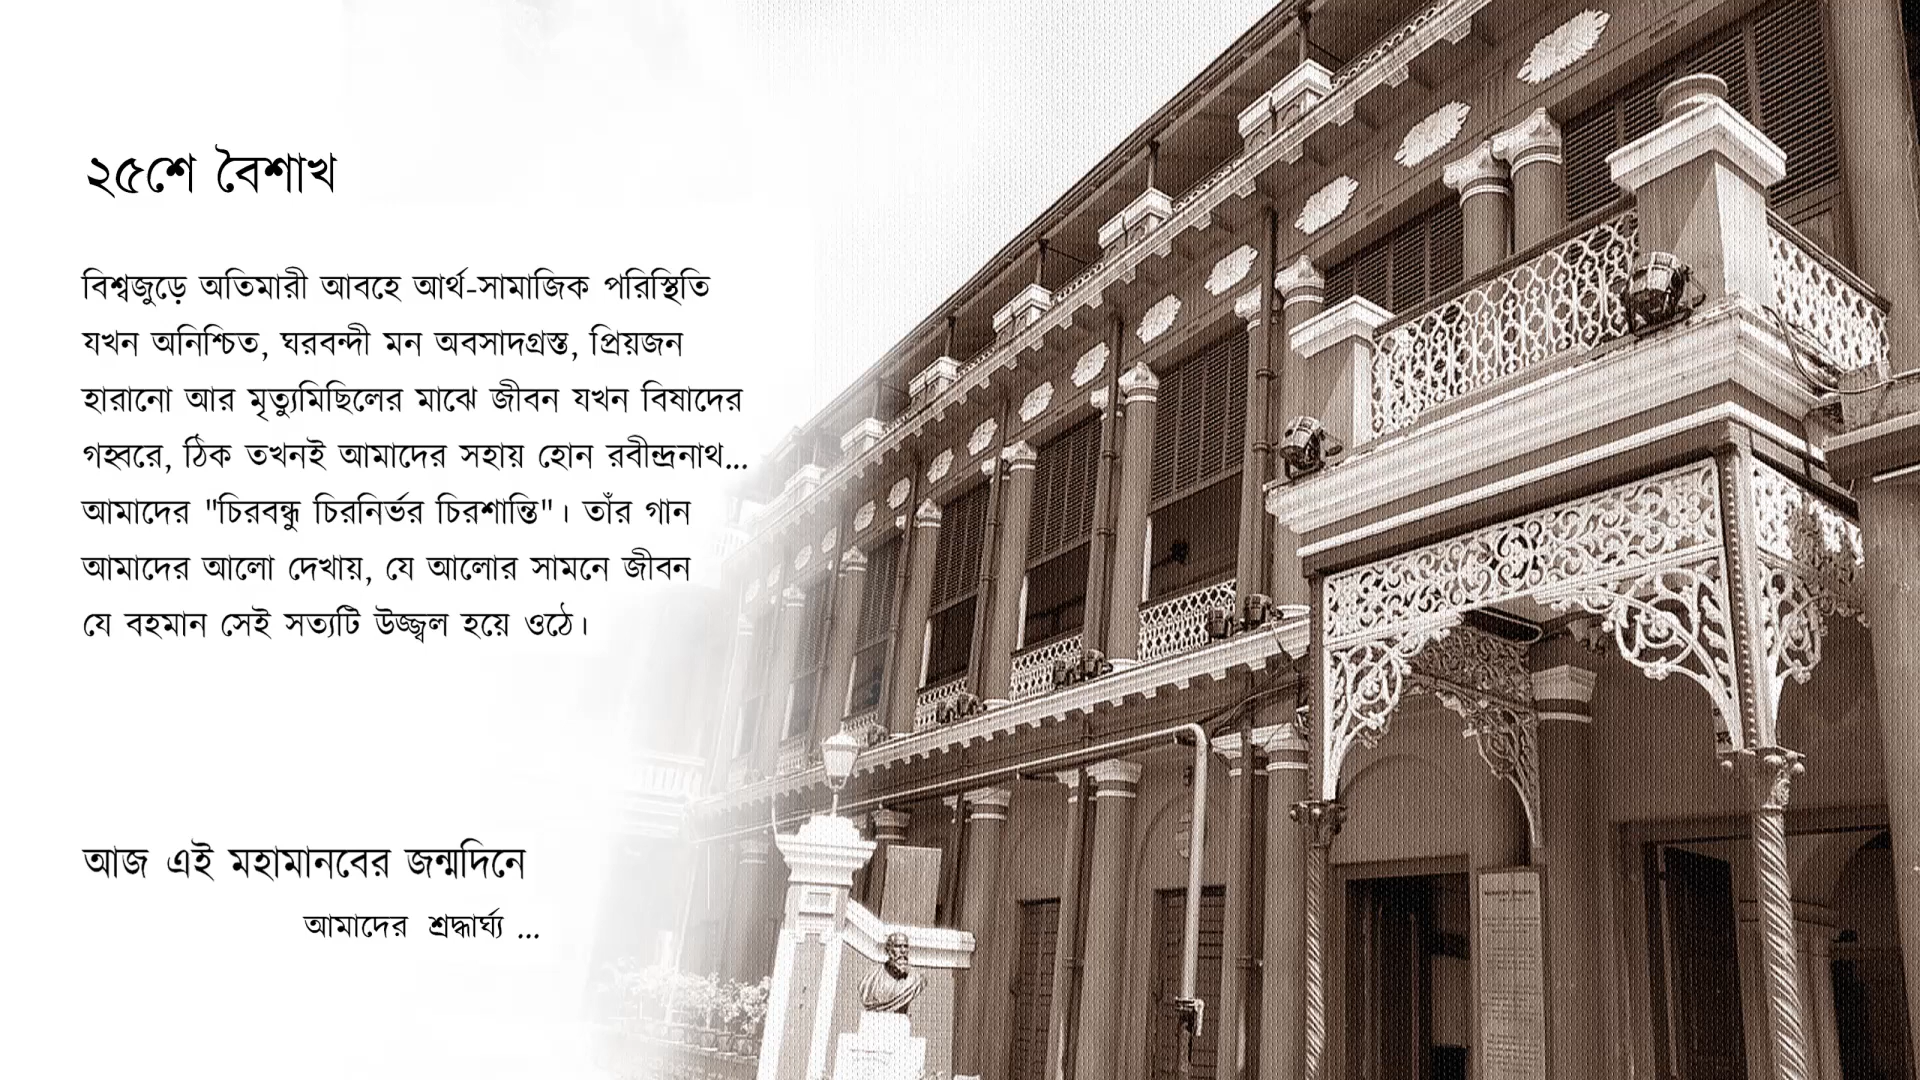 ২৫শে বৈশাখ
বিশ্বজুড়ে অতিমারী আবহে আর্থ-সামাজিক পরিস্থিতি
যখন অনিশ্চিত, ঘরবন্দী মন অবসাদগ্রস্ত, প্রিয়জন
হারানো আর মৃত্যুমিছিলের মাঝে জীবন যখন বিষাদের
গহ্বরে, ঠিক তখনই আমাদের সহায় হোন রবীন্দ্রনাথ...
আমাদের "চিরবন্ধু চিরনির্ভর চিরশান্তি"। তাঁর গান
আমাদের আলো দেখায়, যে আলোর সামনে জীবন
যে বহমান সেই সত্যটি উজ্জ্বল হয়ে ওঠে।
আজ এই মহামানবের জন্মদিনে
আমাদের শ্রদ্ধার্ঘ্য ...